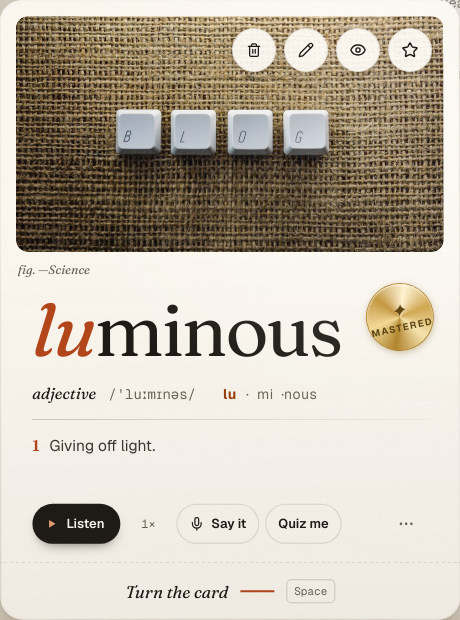 B L O G
fig. —Science
luminous
MASTERED
adjective /ˈluːmɪnəs/ lu · mi ·nous
1 Giving off light.
Listen 1× Say it Quiz me ...
Turn the card Space